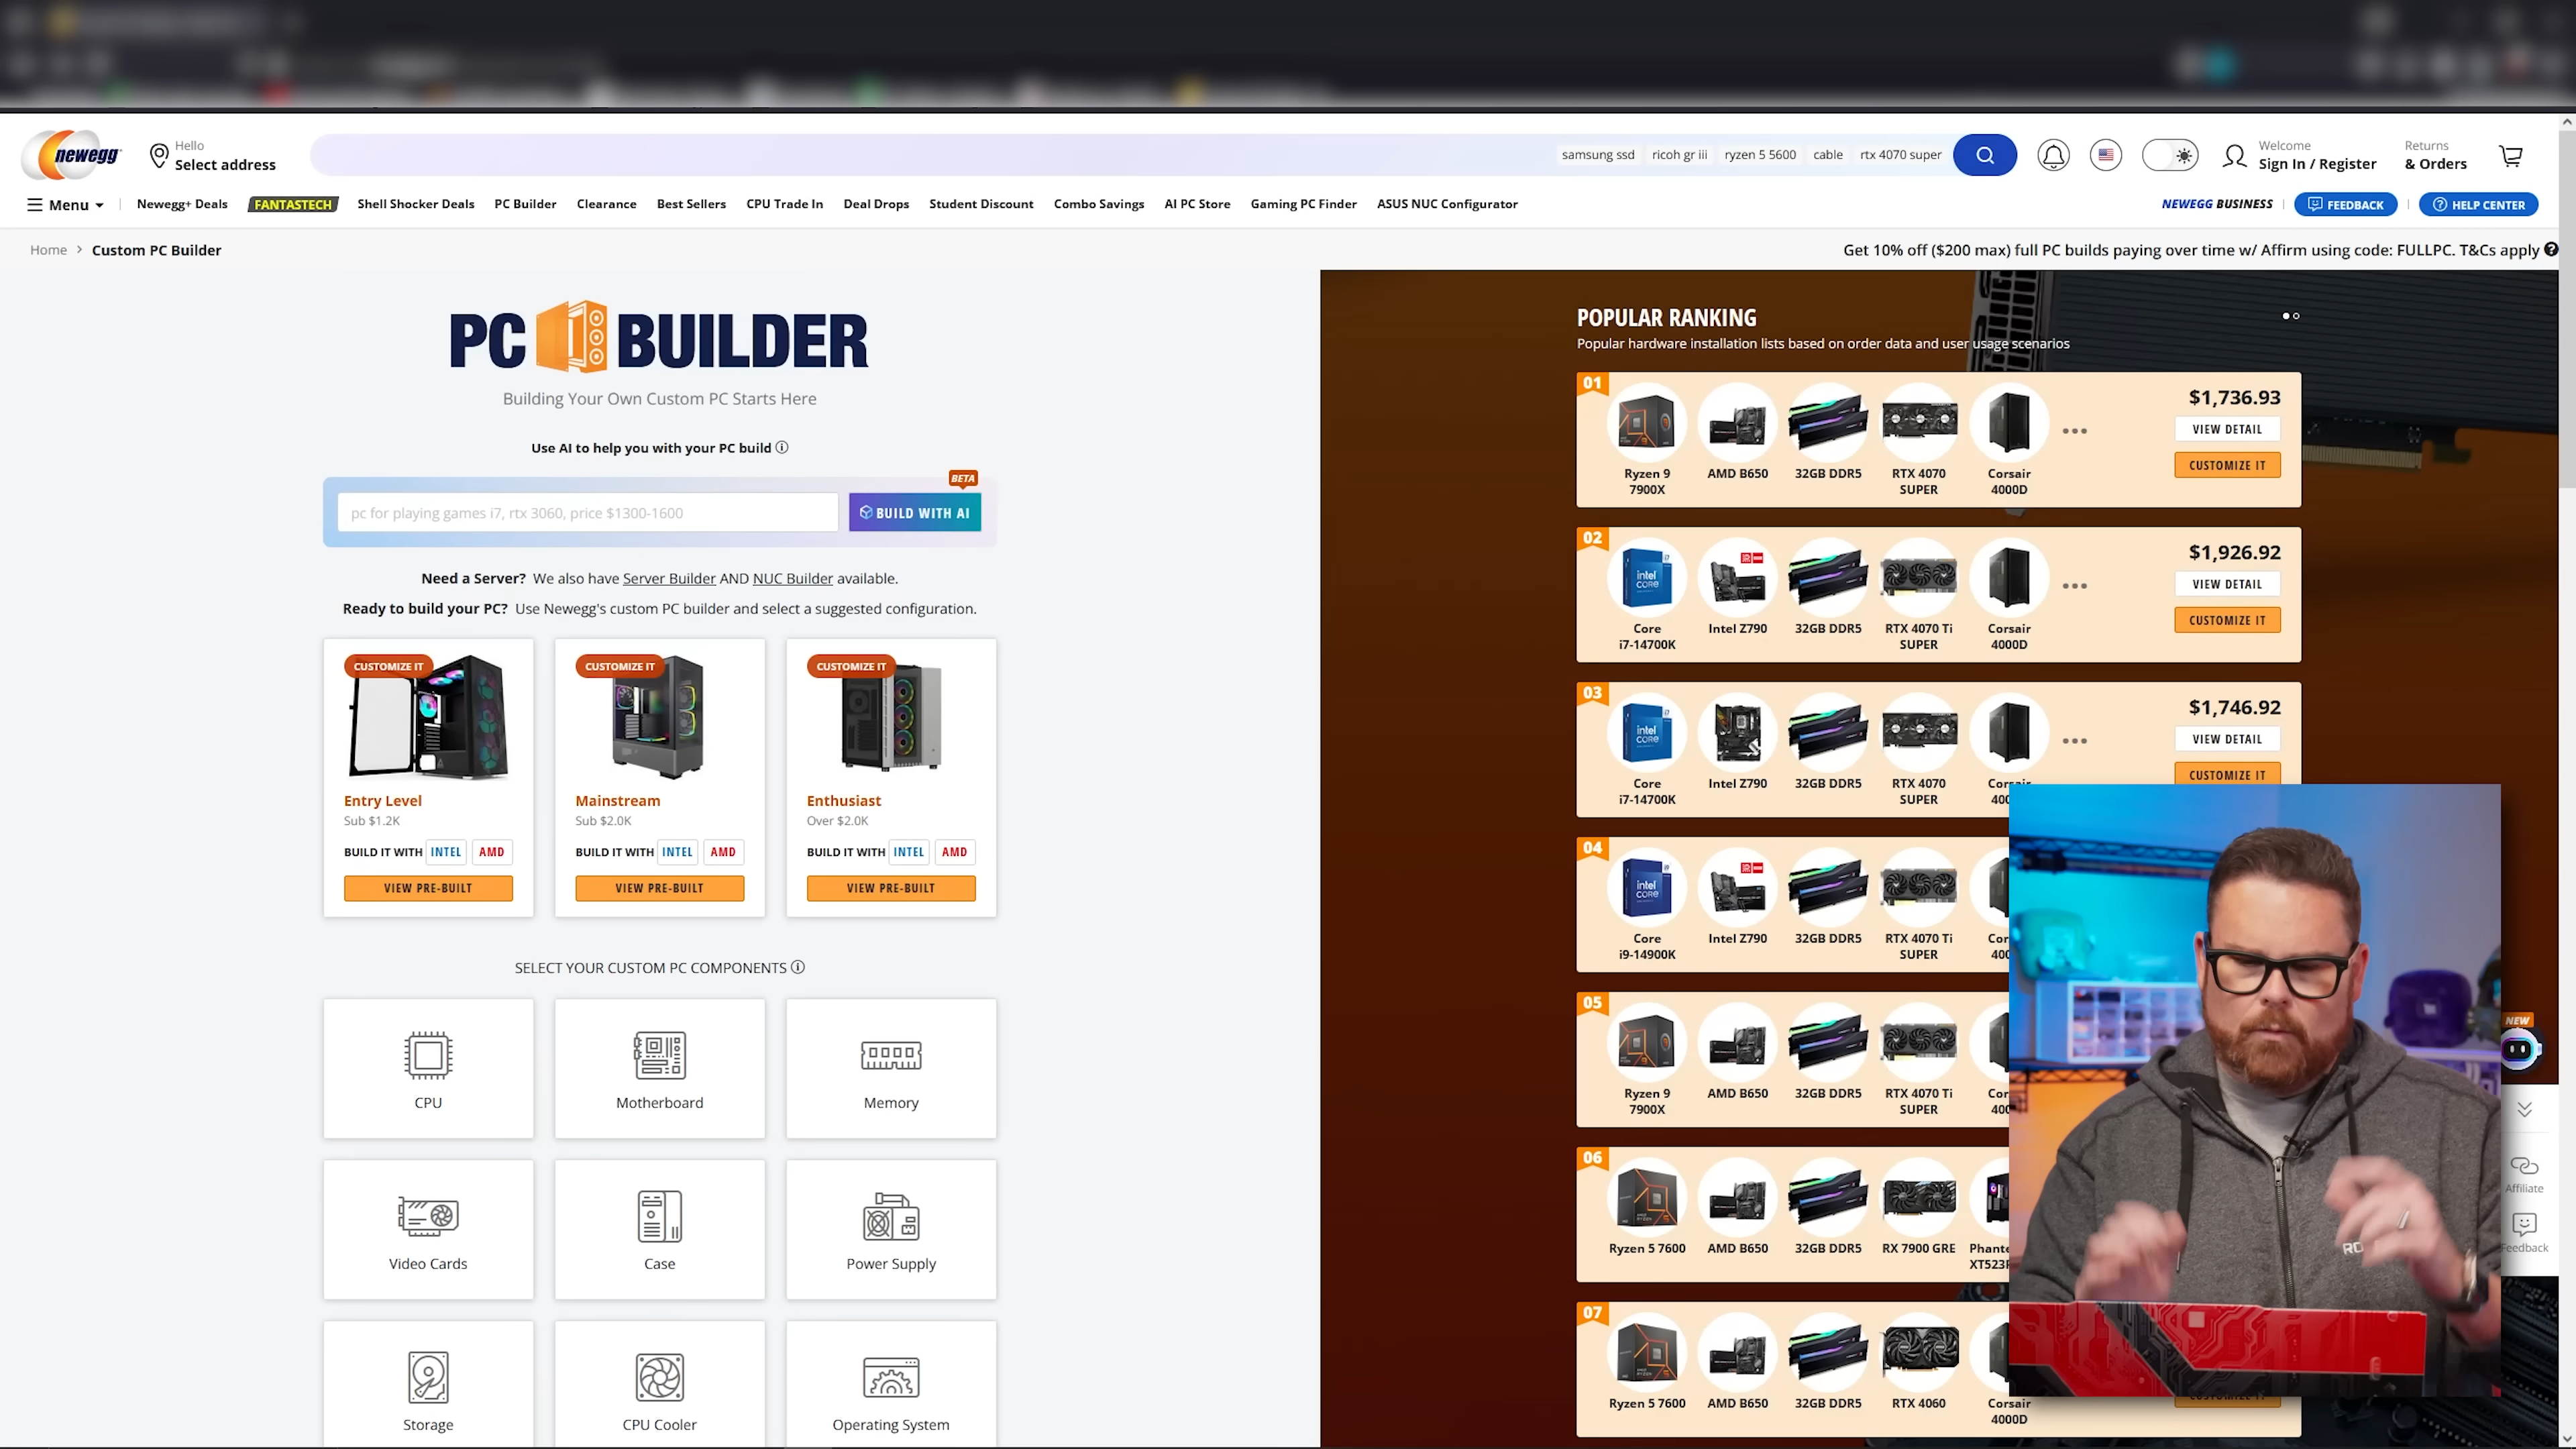 newegg
Hello
Select address
samsung ssd
ricoh gr iii
ryzen 5 5600
cable
rtx 4070 super
Welcome
Sign In / Register
Returns
& Orders
Menu
Newegg+ Deals
FANTASTECH
Shell Shocker Deals
PC Builder
Clearance
Best Sellers
CPU Trade In
Deal Drops
Student Discount
Combo Savings
AI PC Store
Gaming PC Finder
ASUS NUC Configurator
NEWEGG BUSINESS
FEEDBACK
HELP CENTER
Home > Custom PC Builder
Get 10% off ($200 max) full PC builds paying over time w/ Affirm using code: FULLPC. T&Cs apply
PC BUILDER
Building Your Own Custom PC Starts Here
Use AI to help you with your PC build
BETA
pc for playing games i7, rtx 3060, price $1300-1600
BUILD WITH AI
Need a Server? We also have Server Builder AND NUC Builder available.
Ready to build your PC? Use Newegg's custom PC builder and select a suggested configuration.
CUSTOMIZE IT
Entry Level
Sub $1.2K
BUILD IT WITH INTEL AMD
VIEW PRE-BUILT
CUSTOMIZE IT
Mainstream
Sub $2.0K
BUILD IT WITH INTEL AMD
VIEW PRE-BUILT
CUSTOMIZE IT
Enthusiast
Over $2.0K
BUILD IT WITH INTEL AMD
VIEW PRE-BUILT
SELECT YOUR CUSTOM PC COMPONENTS
CPU
Motherboard
Memory
Video Cards
Case
Power Supply
Storage
CPU Cooler
Operating System
POPULAR RANKING
Popular hardware installation lists based on order data and user usage scenarios
01
Ryzen 9
7900X
AMD B650
32GB DDR5
RTX 4070
SUPER
Corsair
4000D
$1,736.93
VIEW DETAIL
CUSTOMIZE IT
02
intel
CORE
Core
i7-14700K
Intel Z790
32GB DDR5
RTX 4070 Ti
SUPER
Corsair
4000D
$1,926.92
VIEW DETAIL
CUSTOMIZE IT
03
intel
CORE
Core
i7-14700K
Intel Z790
32GB DDR5
RTX 4070
SUPER
Corsair
400
$1,746.92
VIEW DETAIL
CUSTOMIZE IT
04
intel
CORE
Core
i9-14900K
Intel Z790
32GB DDR5
RTX 4070 Ti
SUPER
Cor
400
05
Ryzen 9
7900X
AMD B650
32GB DDR5
RTX 4070 Ti
SUPER
Cor
400
06
Ryzen 5 7600
AMD B650
32GB DDR5
RX 7900 GRE
Phante
XT523
07
Ryzen 5 7600
AMD B650
32GB DDR5
RTX 4060
Corsair
4000D
CUSTOMIZE IT
NEW
Affiliate
Feedback